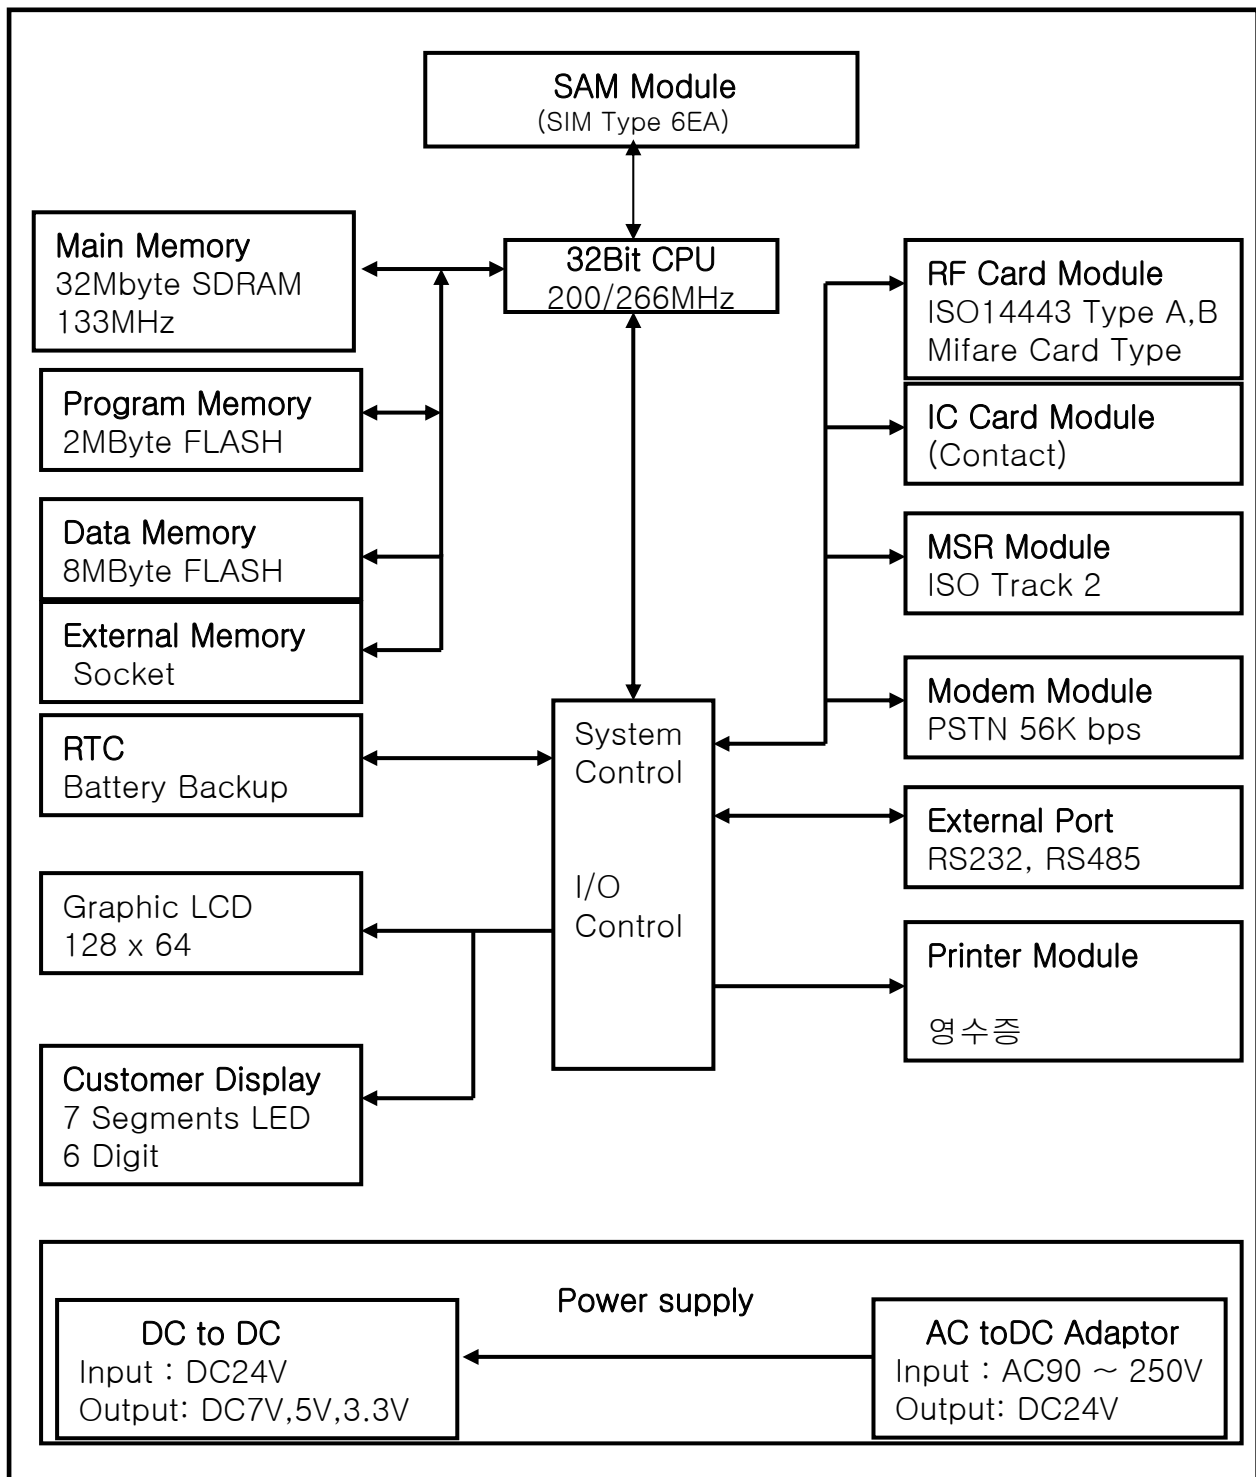 SAM Module
(SIM Type 6EA)
Main Memory
32Mbyte SDRAM
133MHz
32Bit CPU
200/266MHz
RF Card Module
ISO14443 Type A,B
Mifare Card Type
Program Memory
2MByte FLASH
IC Card Module
(Contact)
Data Memory
8MByte FLASH
MSR Module
ISO Track 2
External Memory
Socket
Modem Module
PSTN 56K bps
RTC
Battery Backup
System
Control
I/O
Control
External Port
RS232, RS485
Graphic LCD
128 x 64
Printer Module
영수증
Customer Display
7 Segments LED
6 Digit
Power supply
DC to DC
Input : DC24V
Output: DC7V,5V,3.3V
AC toDC Adaptor
Input : AC90 ~ 250V
Output: DC24V